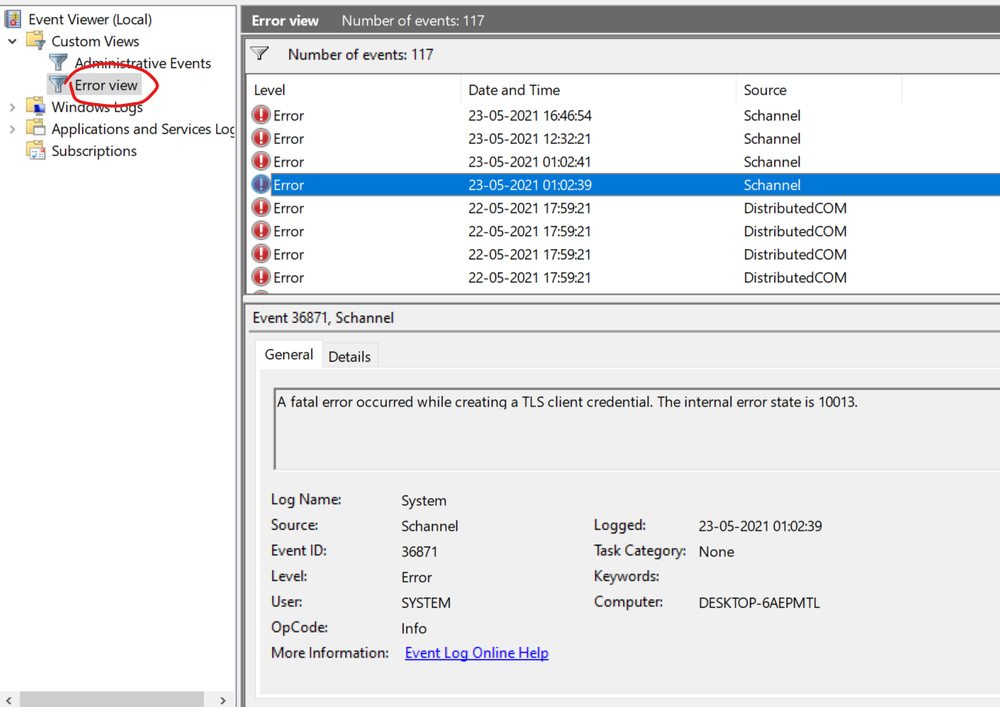 Event Viewer (Local)
Custom Views
Administrative Events
Error view
Windows Logs
Applications and Services Log
Subscriptions
Error view Number of events: 117
Number of events: 117
Level Date and Time Source
Error 23-05-2021 16:46:54 Schannel
Error 23-05-2021 12:32:21 Schannel
Error 23-05-2021 01:02:41 Schannel
Error 23-05-2021 01:02:39 Schannel
Error 22-05-2021 17:59:21 DistributedCOM
Error 22-05-2021 17:59:21 DistributedCOM
Error 22-05-2021 17:59:21 DistributedCOM
Error 22-05-2021 17:59:21 DistributedCOM
Event 36871, Schannel
General Details
A fatal error occurred while creating a TLS client credential. The internal error state is 10013.
Log Name: System
Source: Schannel Logged: 23-05-2021 01:02:39
Event ID: 36871 Task Category: None
Level: Error Keywords:
User: SYSTEM Computer: DESKTOP-6AEPMTL
OpCode: Info
More Information: Event Log Online Help